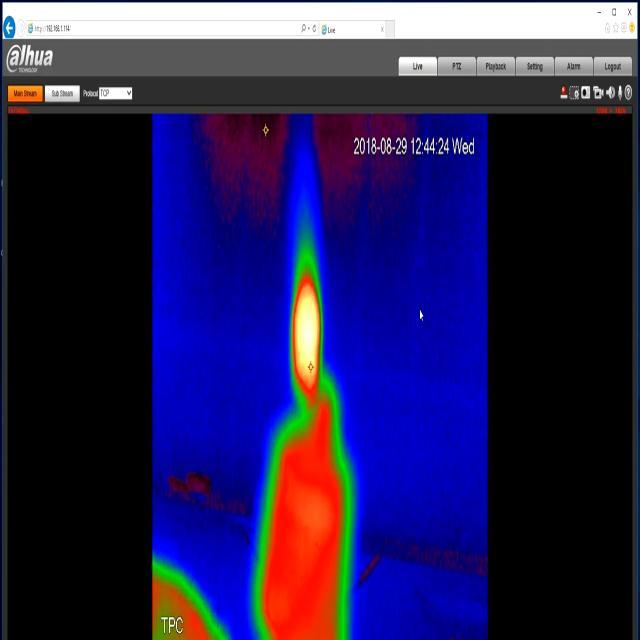 http://192.168.1.114/
Live
alhua
TECHNOLOGY
Live PTZ Playback Setting Alarm Logout
Main Stream Sub Stream Protocol TCP
2018-08-29 12:44:24 Wed
TPC